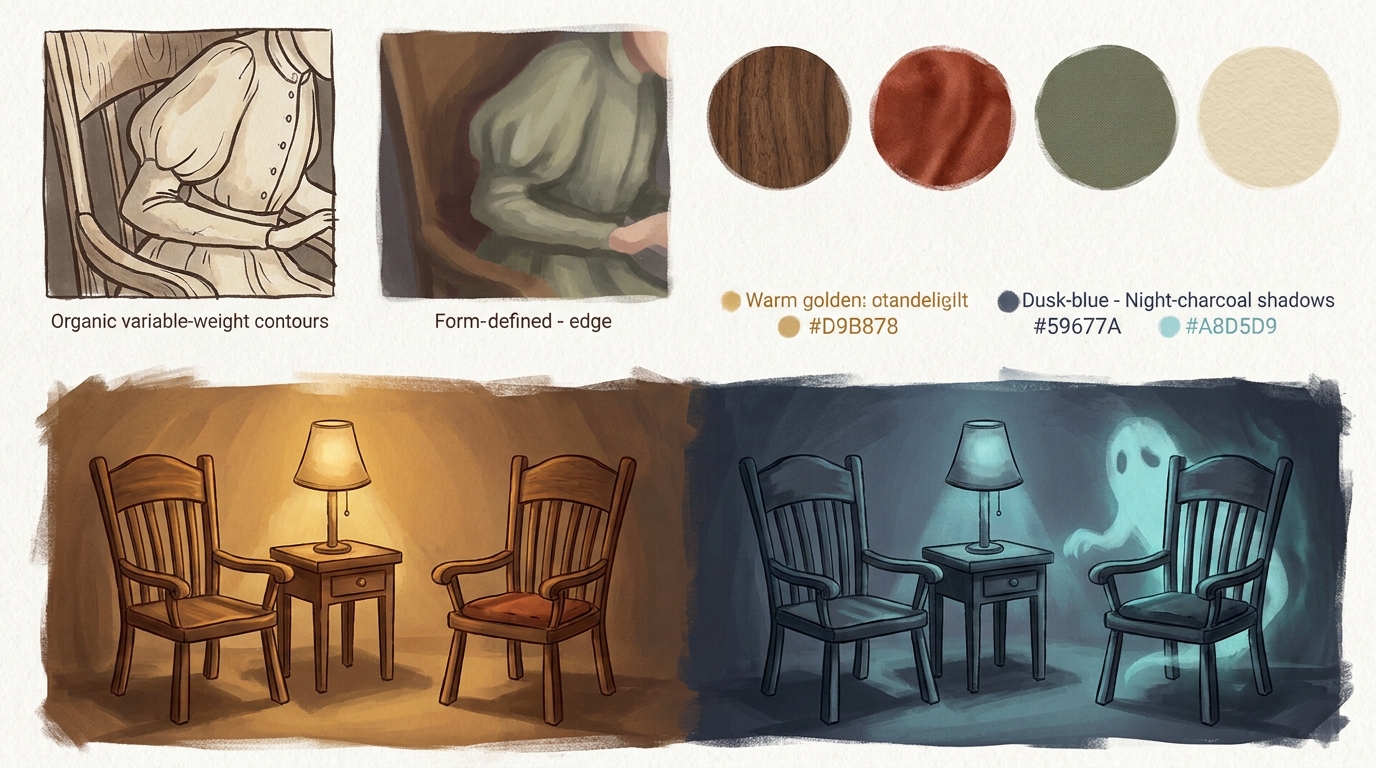 Organic variable-weight contours
Form-defined - edge
Warm golden: otandeligilt
#D9B878
Dusk-blue - Night-charcoal shadows
#59677A
#A8D5D9